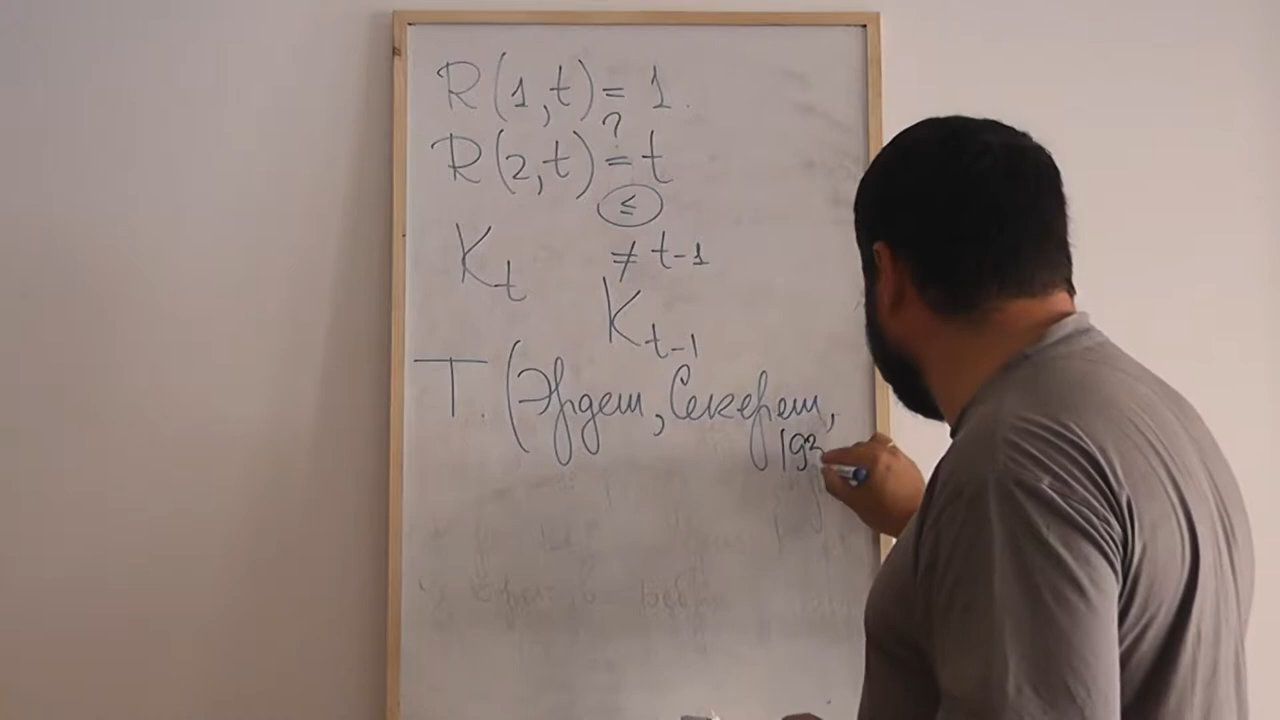 R(1,t) = 1.
?
R(2,t) = t
≤
K_t ≠ t-1
K_{t-1}
Т. (Эрдеш, Секереш,
193